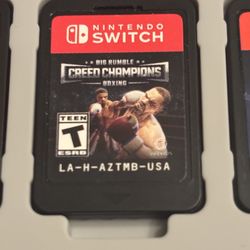 NINTENDO
SWITCH
BIG RUMBLE
CREED CHAMPIONS
BOXING
TEEN
T
ESRB
LA-H-AZTMB-USA